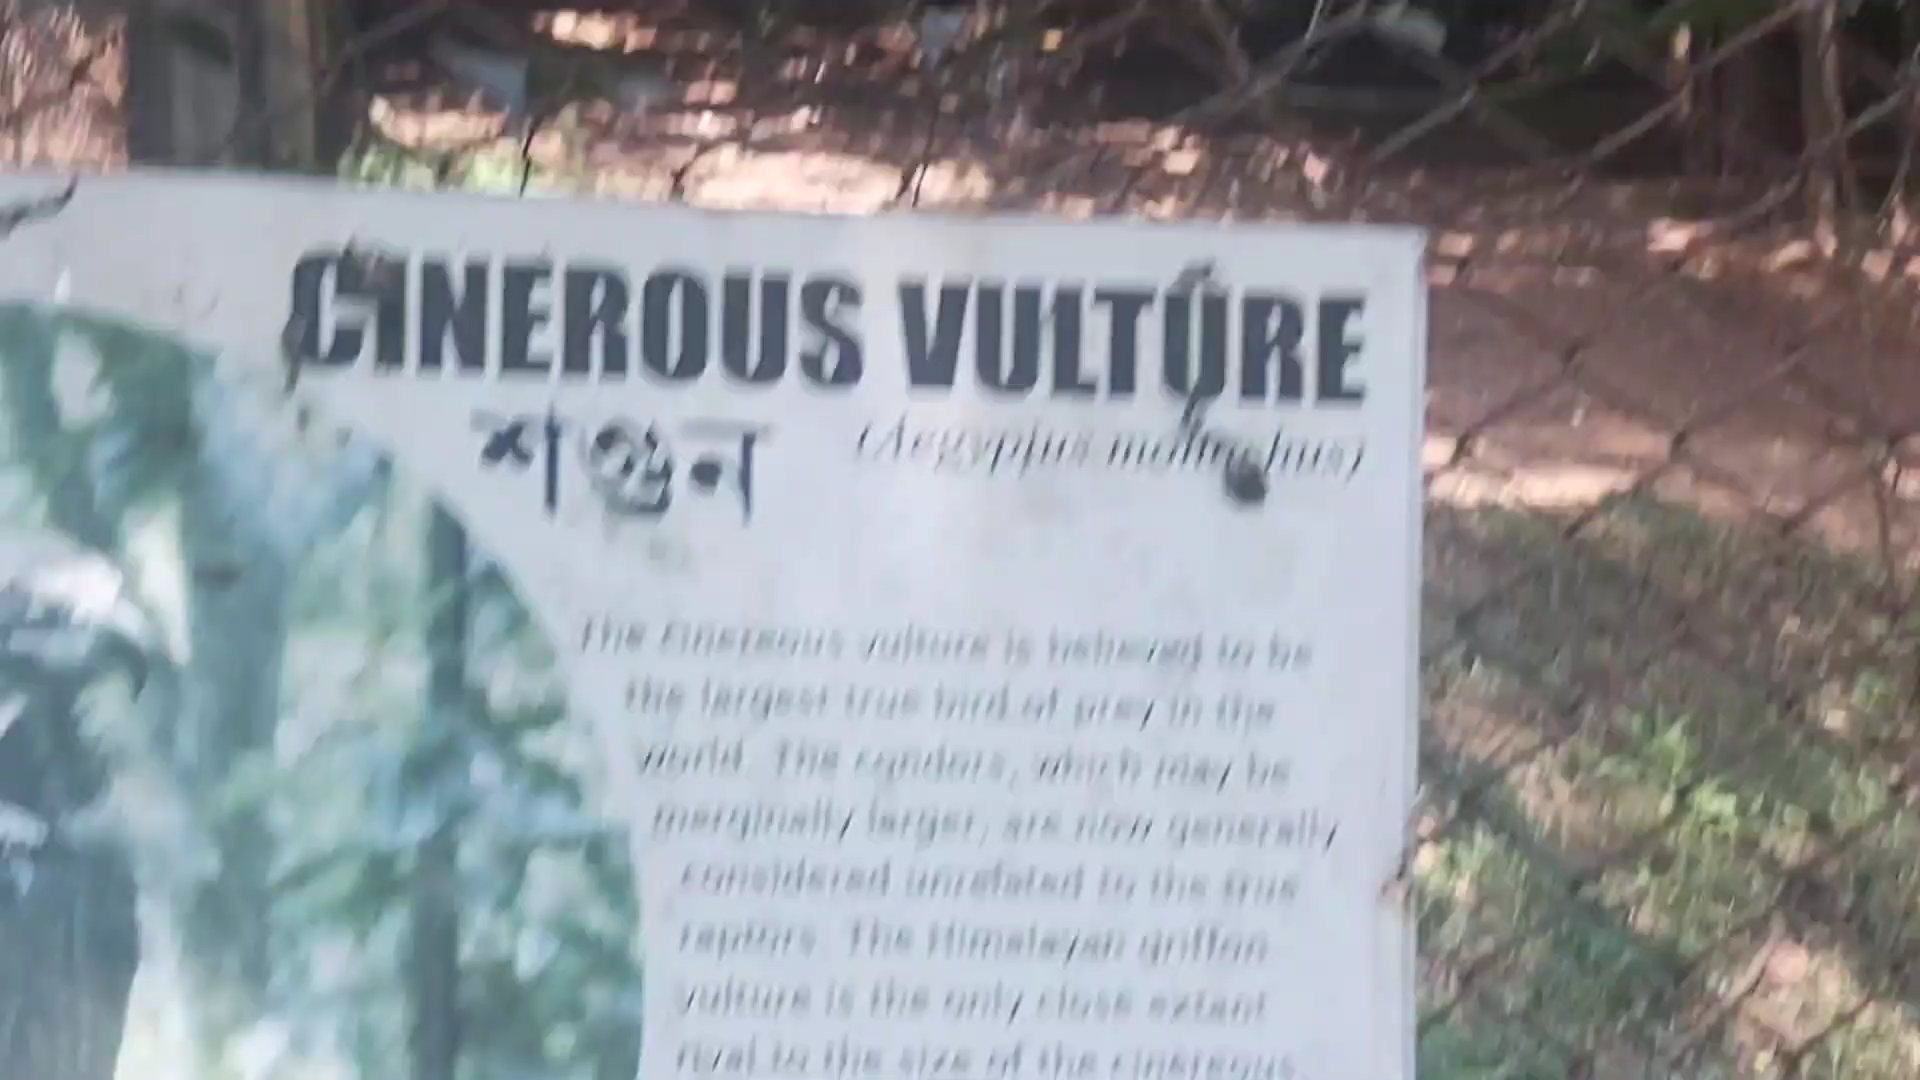 CINEROUS VULTURE
শকুন (Aegypius monachus)
The cinereous vulture is believed to be
the largest true bird of prey in the
world. The condors, which may be
marginally larger, are now generally
considered unrelated to the true
raptors. The Himalayan griffon
vulture is the only close extant
rival to the size of the cinereous.